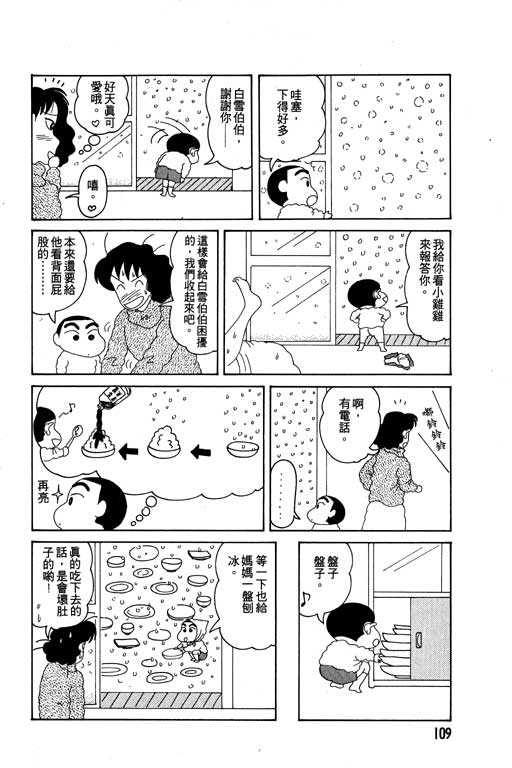 哇塞，
下得好多。
白雪伯伯，
謝謝你——
好天真可
愛哦。♡
嘻。♡
我給你看小雞雞
來報答你。
這樣會給白雪伯伯困擾
的，我們收起來吧。
本來還要給
他看背面屁
股的………
啊，
有電話。
嘟
鈴
鈴
鈴
………
再亮
盤子
盤子。♪
等一下也給
媽媽一盤刨
冰。
真的吃下去的
話，是會壞肚
子的喲！
109